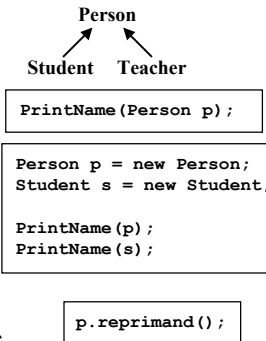 Person
Student Teacher
PrintName(Person p);
Person p = new Person;
Student s = new Student;
PrintName(p);
PrintName(s);
p.reprimand();